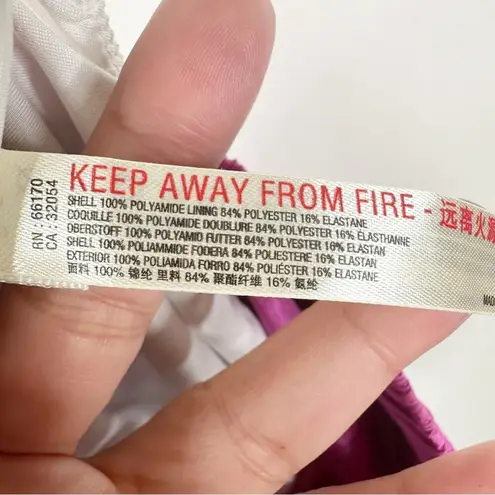 RN : 66170
CA : 32054
KEEP AWAY FROM FIRE - 远离火
SHELL 100% POLYAMIDE LINING 84% POLYESTER 16% ELASTANE
COQUILLE 100% POLYAMIDE DOUBLURE 84% POLYESTER 16% ÉLASTHANNE
OBERSTOFF 100% POLYAMID FUTTER 84% POLYESTER 16% ELASTAN
SHELL 100% POLIAMMIDE FODERA 84% POLIESTERE 16% ELASTAN
EXTERIOR 100% POLIAMIDA FORRO 84% POLIÉSTER 16% ELASTANE
面料 100% 锦纶 里料 84% 聚酯纤维 16% 氨纶